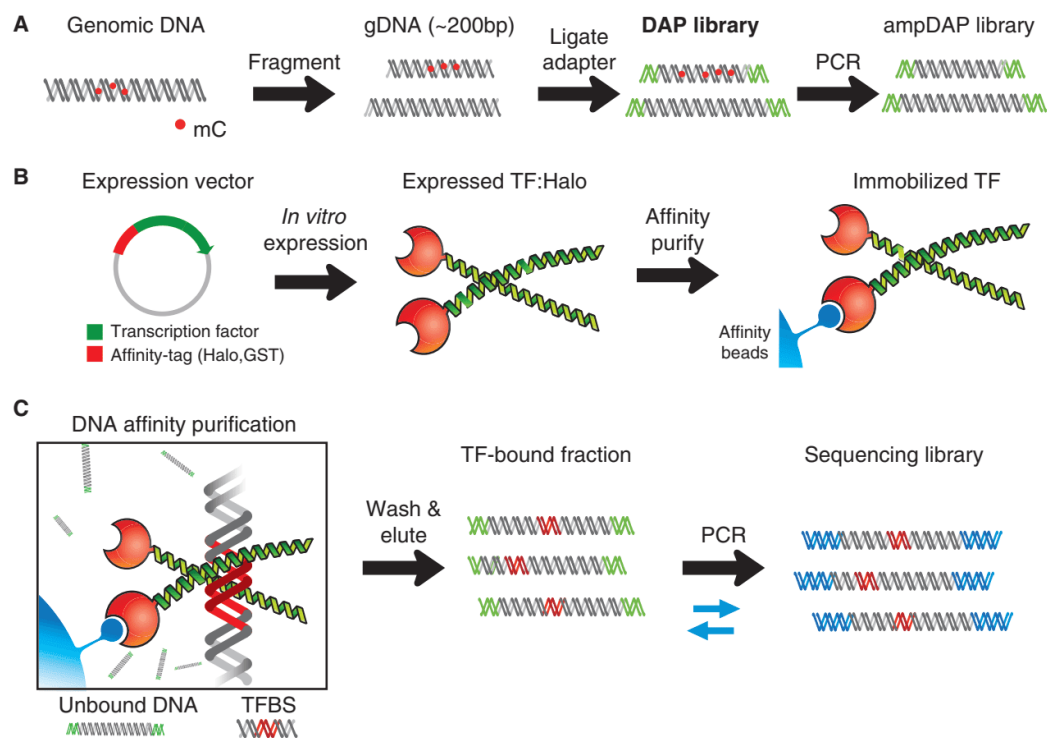 A
Genomic DNA
gDNA (~200bp)
DAP library
ampDAP library
Fragment
Ligate
adapter
PCR
mC
B
Expression vector
Expressed TF:Halo
Immobilized TF
In vitro
expression
Affinity
purify
Transcription factor
Affinity-tag (Halo,GST)
Affinity
beads
C
DNA affinity purification
TF-bound fraction
Sequencing library
Wash &
elute
PCR
Unbound DNA
TFBS